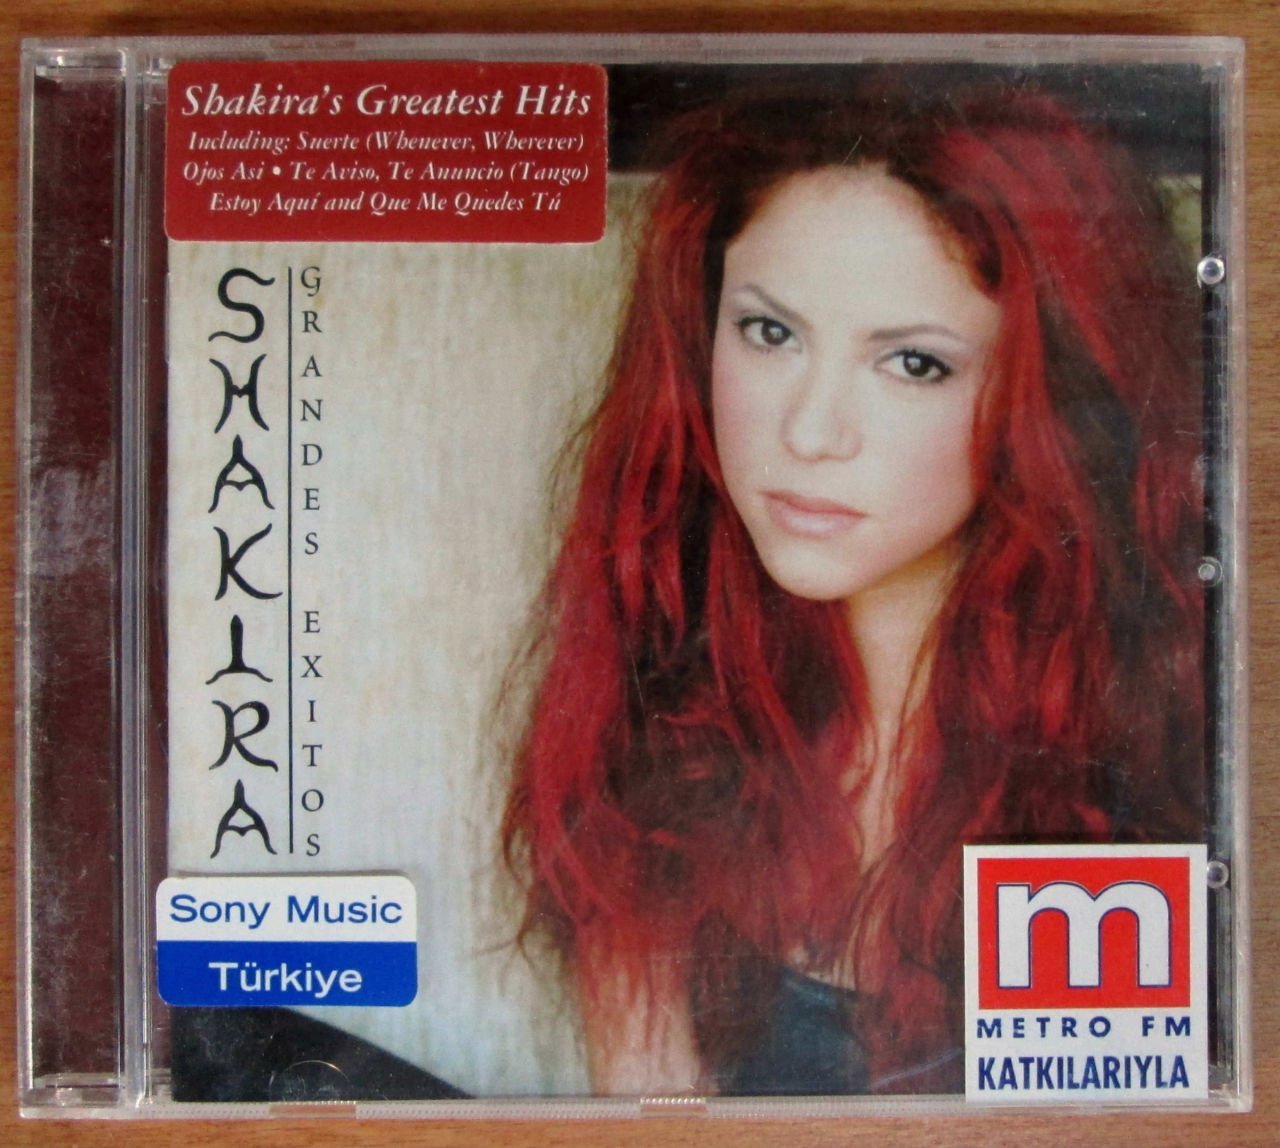 Shakira's Greatest Hits
Including: Suerte (Whenever, Wherever)
Ojos Asi • Te Aviso, Te Anuncio (Tango)
Estoy Aquí and Que Me Quedes Tú
SHAKIRA
GRANDES EXITOS
Sony Music
Türkiye
m
METRO FM
KATKILARIYLA